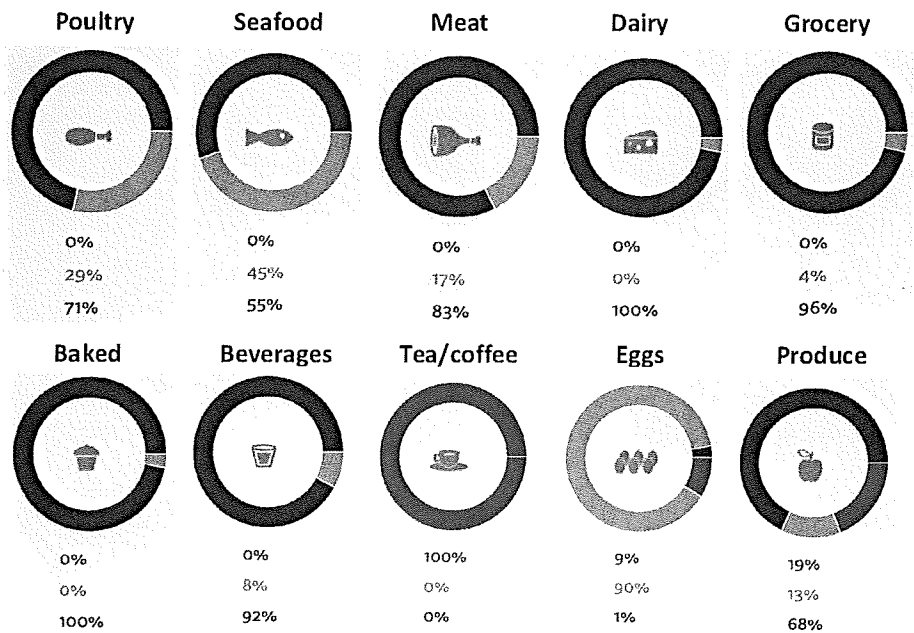 Poultry Seafood Meat Dairy Grocery
0% 0% 0% 0% 0%
29% 45% 17% 0% 4%
71% 55% 83% 100% 96%
Baked Beverages Tea/coffee Eggs Produce
0% 0% 100% 9% 19%
0% 8% 0% 90% 13%
100% 92% 0% 1% 68%